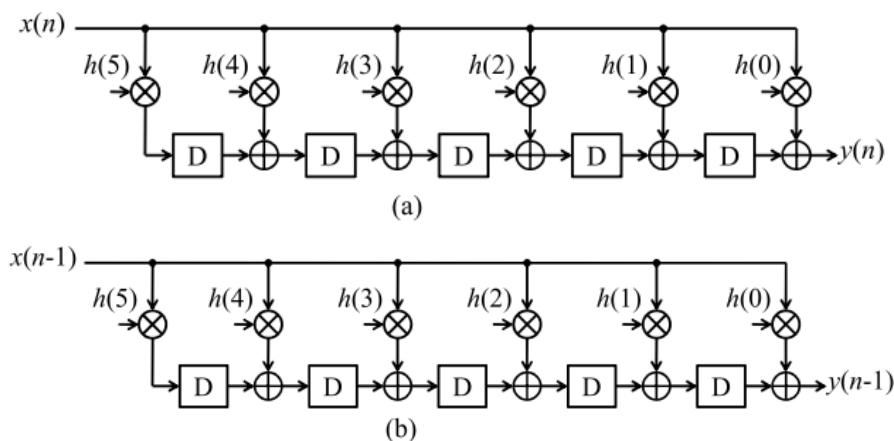 x(n)
h(5) h(4) h(3) h(2) h(1) h(0)
D D D D D y(n)
(a)
x(n-1)
h(5) h(4) h(3) h(2) h(1) h(0)
D D D D D y(n-1)
(b)